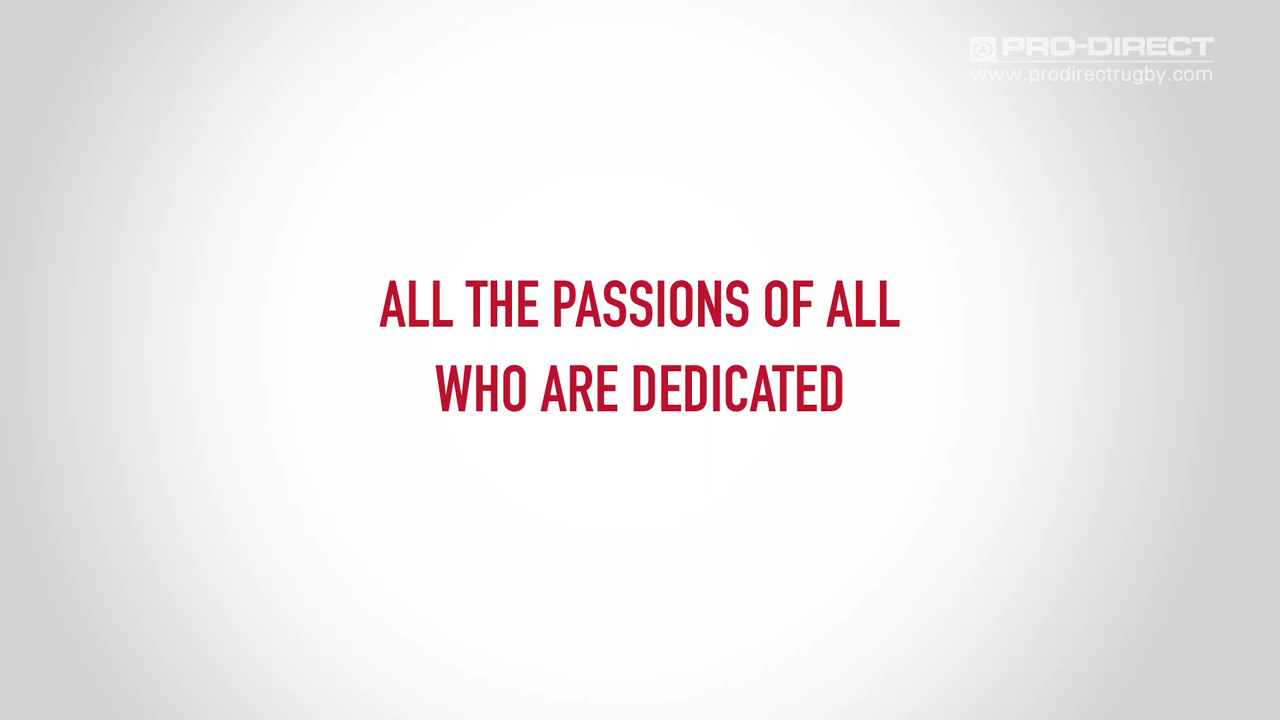 PRO-DIRECT
www.prodirectrugby.com
ALL THE PASSIONS OF ALL
WHO ARE DEDICATED